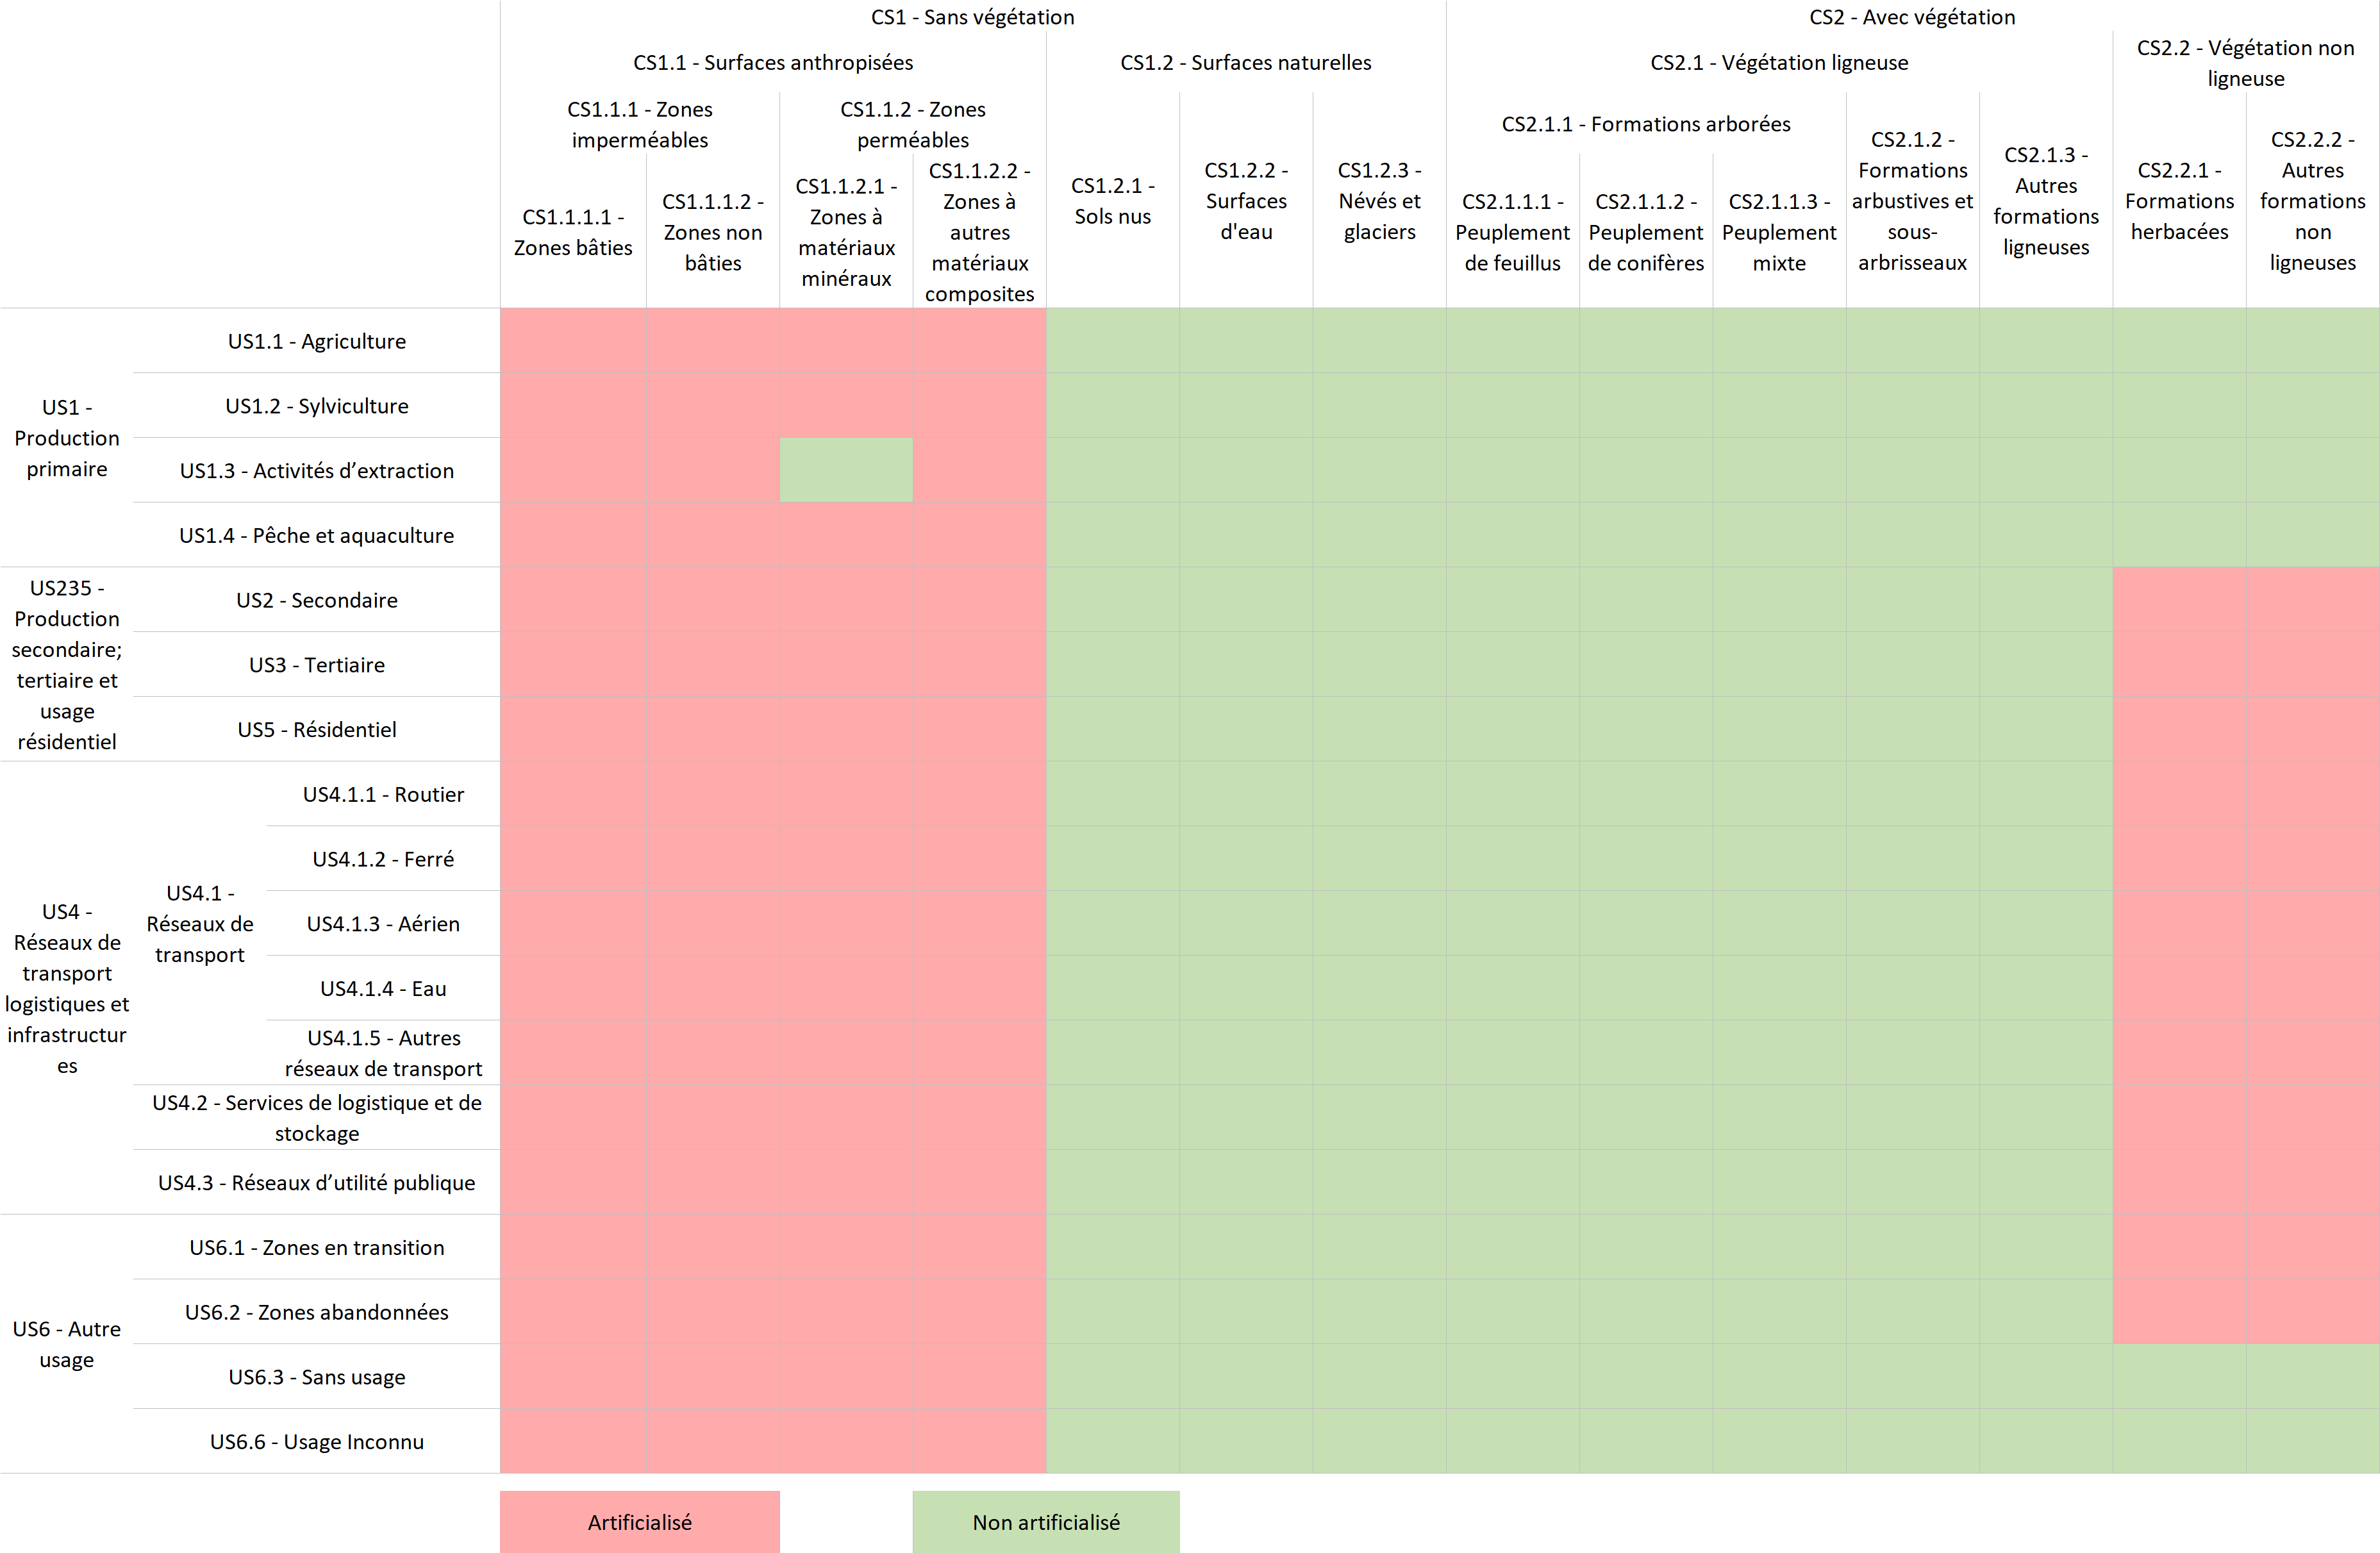 CS1 - Sans végétation
CS2 - Avec végétation
CS1.1 - Surfaces anthropisées
CS1.2 - Surfaces naturelles
CS2.1 - Végétation ligneuse
CS2.2 - Végétation non
ligneuse
CS1.1.1 - Zones
imperméables
CS1.1.2 - Zones
perméables
CS2.1.1 - Formations arborées
CS1.1.1.1 -
Zones bâties
CS1.1.1.2 -
Zones non
bâties
CS1.1.2.1 -
Zones à
matériaux
minéraux
CS1.1.2.2 -
Zones à
autres
matériaux
composites
CS1.2.1 -
Sols nus
CS1.2.2 -
Surfaces
d'eau
CS1.2.3 -
Névés et
glaciers
CS2.1.1.1 -
Peuplement
de feuillus
CS2.1.1.2 -
Peuplement
de conifères
CS2.1.1.3 -
Peuplement
mixte
CS2.1.2 -
Formations
arbustives et
sous-
arbrisseaux
CS2.1.3 -
Autres
formations
ligneuses
CS2.2.1 -
Formations
herbacées
CS2.2.2 -
Autres
formations
non
ligneuses
US1 -
Production
primaire
US1.1 - Agriculture
US1.2 - Sylviculture
US1.3 - Activités d’extraction
US1.4 - Pêche et aquaculture
US235 -
Production
secondaire;
tertiaire et
usage
résidentiel
US2 - Secondaire
US3 - Tertiaire
US5 - Résidentiel
US4 -
Réseaux de
transport
logistiques et
infrastructur
es
US4.1 -
Réseaux de
transport
US4.1.1 - Routier
US4.1.2 - Ferré
US4.1.3 - Aérien
US4.1.4 - Eau
US4.1.5 - Autres
réseaux de transport
US4.2 - Services de logistique et de
stockage
US4.3 - Réseaux d’utilité publique
US6 - Autre
usage
US6.1 - Zones en transition
US6.2 - Zones abandonnées
US6.3 - Sans usage
US6.6 - Usage Inconnu
Artificialisé
Non artificialisé